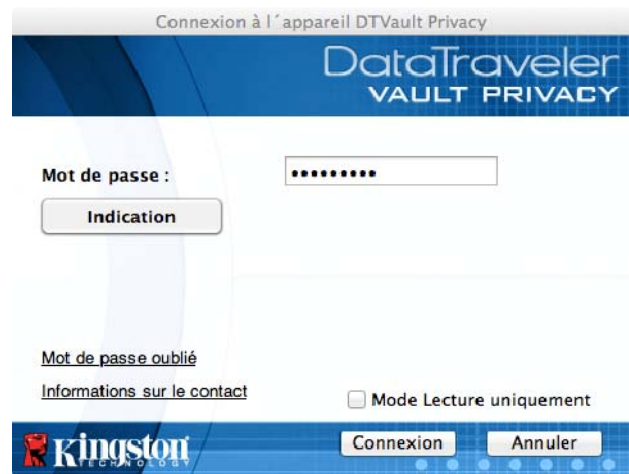 Connexion à l´appareil DTVault Privacy
DataTraveler
VAULT PRIVACY
Mot de passe :
•••••••••
Indication
Mot de passe oublié
Informations sur le contact
Mode Lecture uniquement
Kingston
TECHNOLOGY
Connexion
Annuler